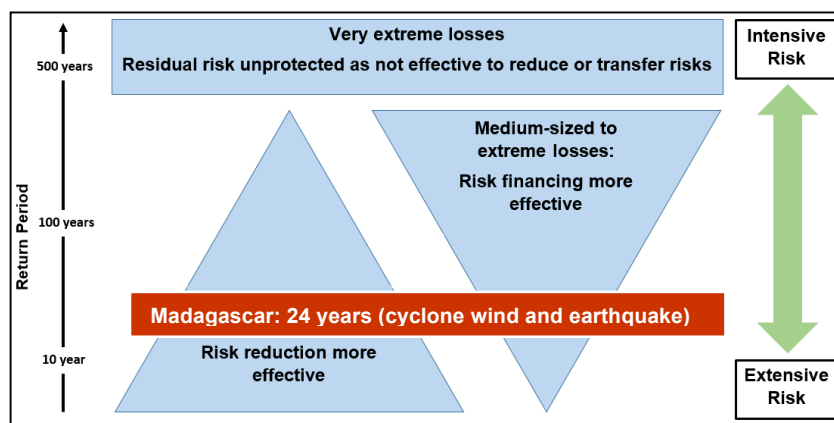 Very extreme losses
Residual risk unprotected as not effective to reduce or transfer risks
Intensive
Risk
500 years
Medium-sized to
extreme losses:
Risk financing more
effective
Return Period
100 years
Madagascar: 24 years (cyclone wind and earthquake)
10 year
Risk reduction more
effective
Extensive
Risk